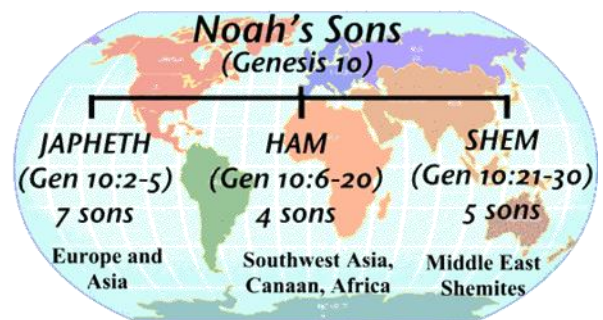 Noah's Sons
(Genesis 10)
JAPHETH
(Gen 10:2-5)
7 sons
Europe and
Asia
HAM
(Gen 10:6-20)
4 sons
Southwest Asia,
Canaan, Africa
SHEM
(Gen 10:21-30)
5 sons
Middle East
Shemites